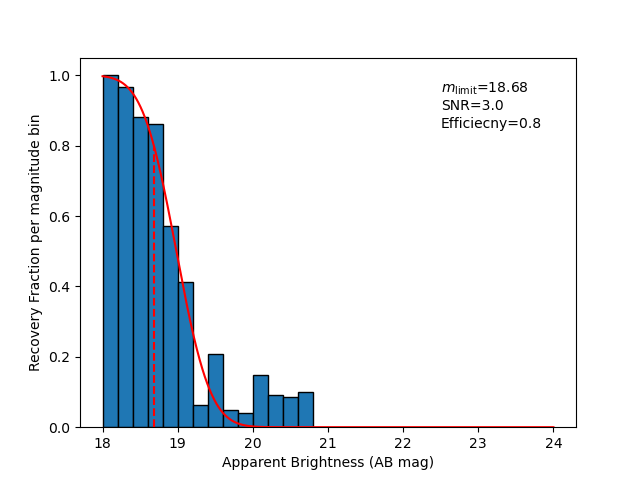 m_limit=18.68
SNR=3.0
Efficiecny=0.8
Recovery Fraction per magnitude bin
1.0
0.8
0.6
0.4
0.2
0.0
18 19 20 21 22 23 24
Apparent Brightness (AB mag)